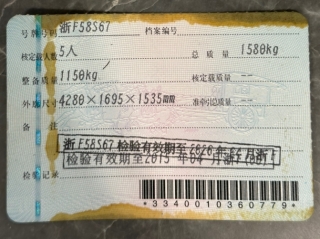 号牌号码 浙F58S67 档案编号
核定载人数 5人 总质量 1580kg
整备质量 1150kg 核定载质量 --
外廓尺寸 4280×1695×1535mm 准牵引总质量 --
备注
浙F58S67 检验有效期至
检验有效期至2015年04月浙
检验记录
*3340010360779*